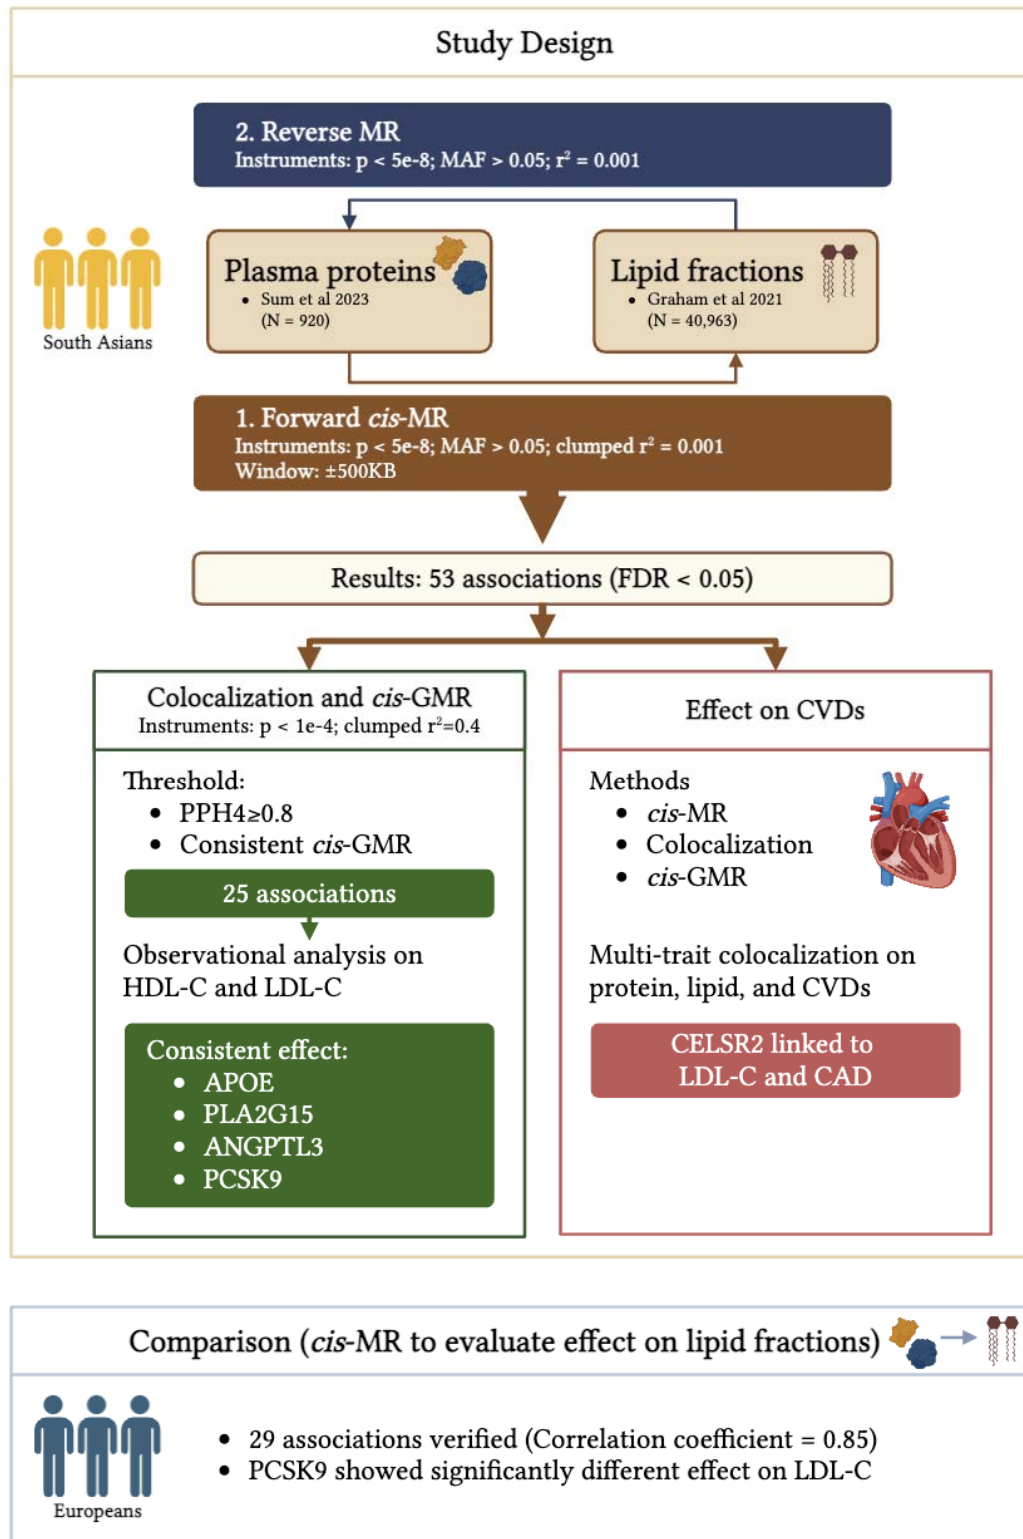 Study Design
2. Reverse MR
Instruments: p < 5e-8; MAF > 0.05; r² = 0.001
South Asians
Plasma proteins
• Sum et al 2023
(N = 920)
Lipid fractions
• Graham et al 2021
(N = 40,963)
1. Forward cis-MR
Instruments: p < 5e-8; MAF > 0.05; clumped r² = 0.001
Window: ±500KB
Results: 53 associations (FDR < 0.05)
Colocalization and cis-GMR
Instruments: p < 1e-4; clumped r²=0.4
Threshold:
• PPH4≥0.8
• Consistent cis-GMR
25 associations
Observational analysis on
HDL-C and LDL-C
Consistent effect:
• APOE
• PLA2G15
• ANGPTL3
• PCSK9
Effect on CVDs
Methods
• cis-MR
• Colocalization
• cis-GMR
Multi-trait colocalization on
protein, lipid, and CVDs
CELSR2 linked to
LDL-C and CAD
Comparison (cis-MR to evaluate effect on lipid fractions)
Europeans
• 29 associations verified (Correlation coefficient = 0.85)
• PCSK9 showed significantly different effect on LDL-C